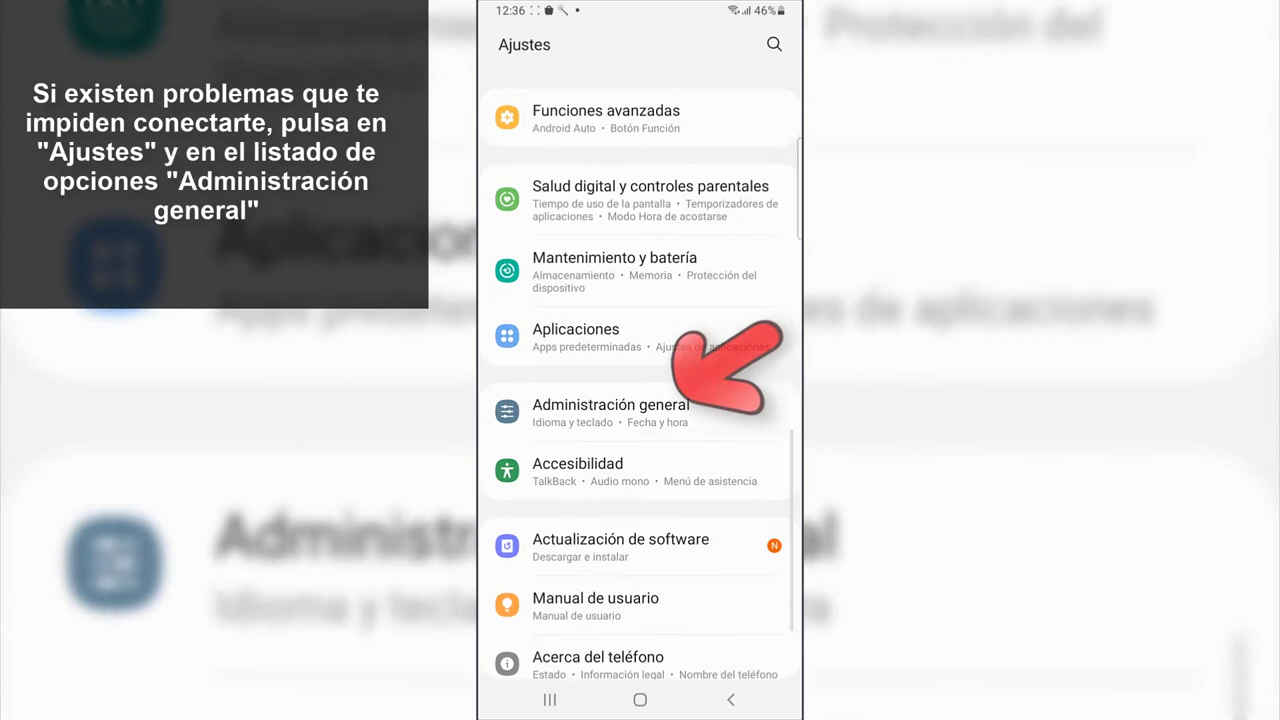 Si existen problemas que te
impiden conectarte, pulsa en
"Ajustes" y en el listado de
opciones "Administración
general"
12:36
46%
Ajustes
Funciones avanzadas
Android Auto • Botón Función
Salud digital y controles parentales
Tiempo de uso de la pantalla • Temporizadores de
aplicaciones • Modo Hora de acostarse
Mantenimiento y batería
Almacenamiento • Memoria • Protección del
dispositivo
Aplicaciones
Apps predeterminadas • Ajustes de aplicaciones
Administración general
Idioma y teclado • Fecha y hora
Accesibilidad
TalkBack • Audio mono • Menú de asistencia
Actualización de software
N
Descargar e instalar
Manual de usuario
Manual de usuario
Acerca del teléfono
Estado • Información legal • Nombre del teléfono